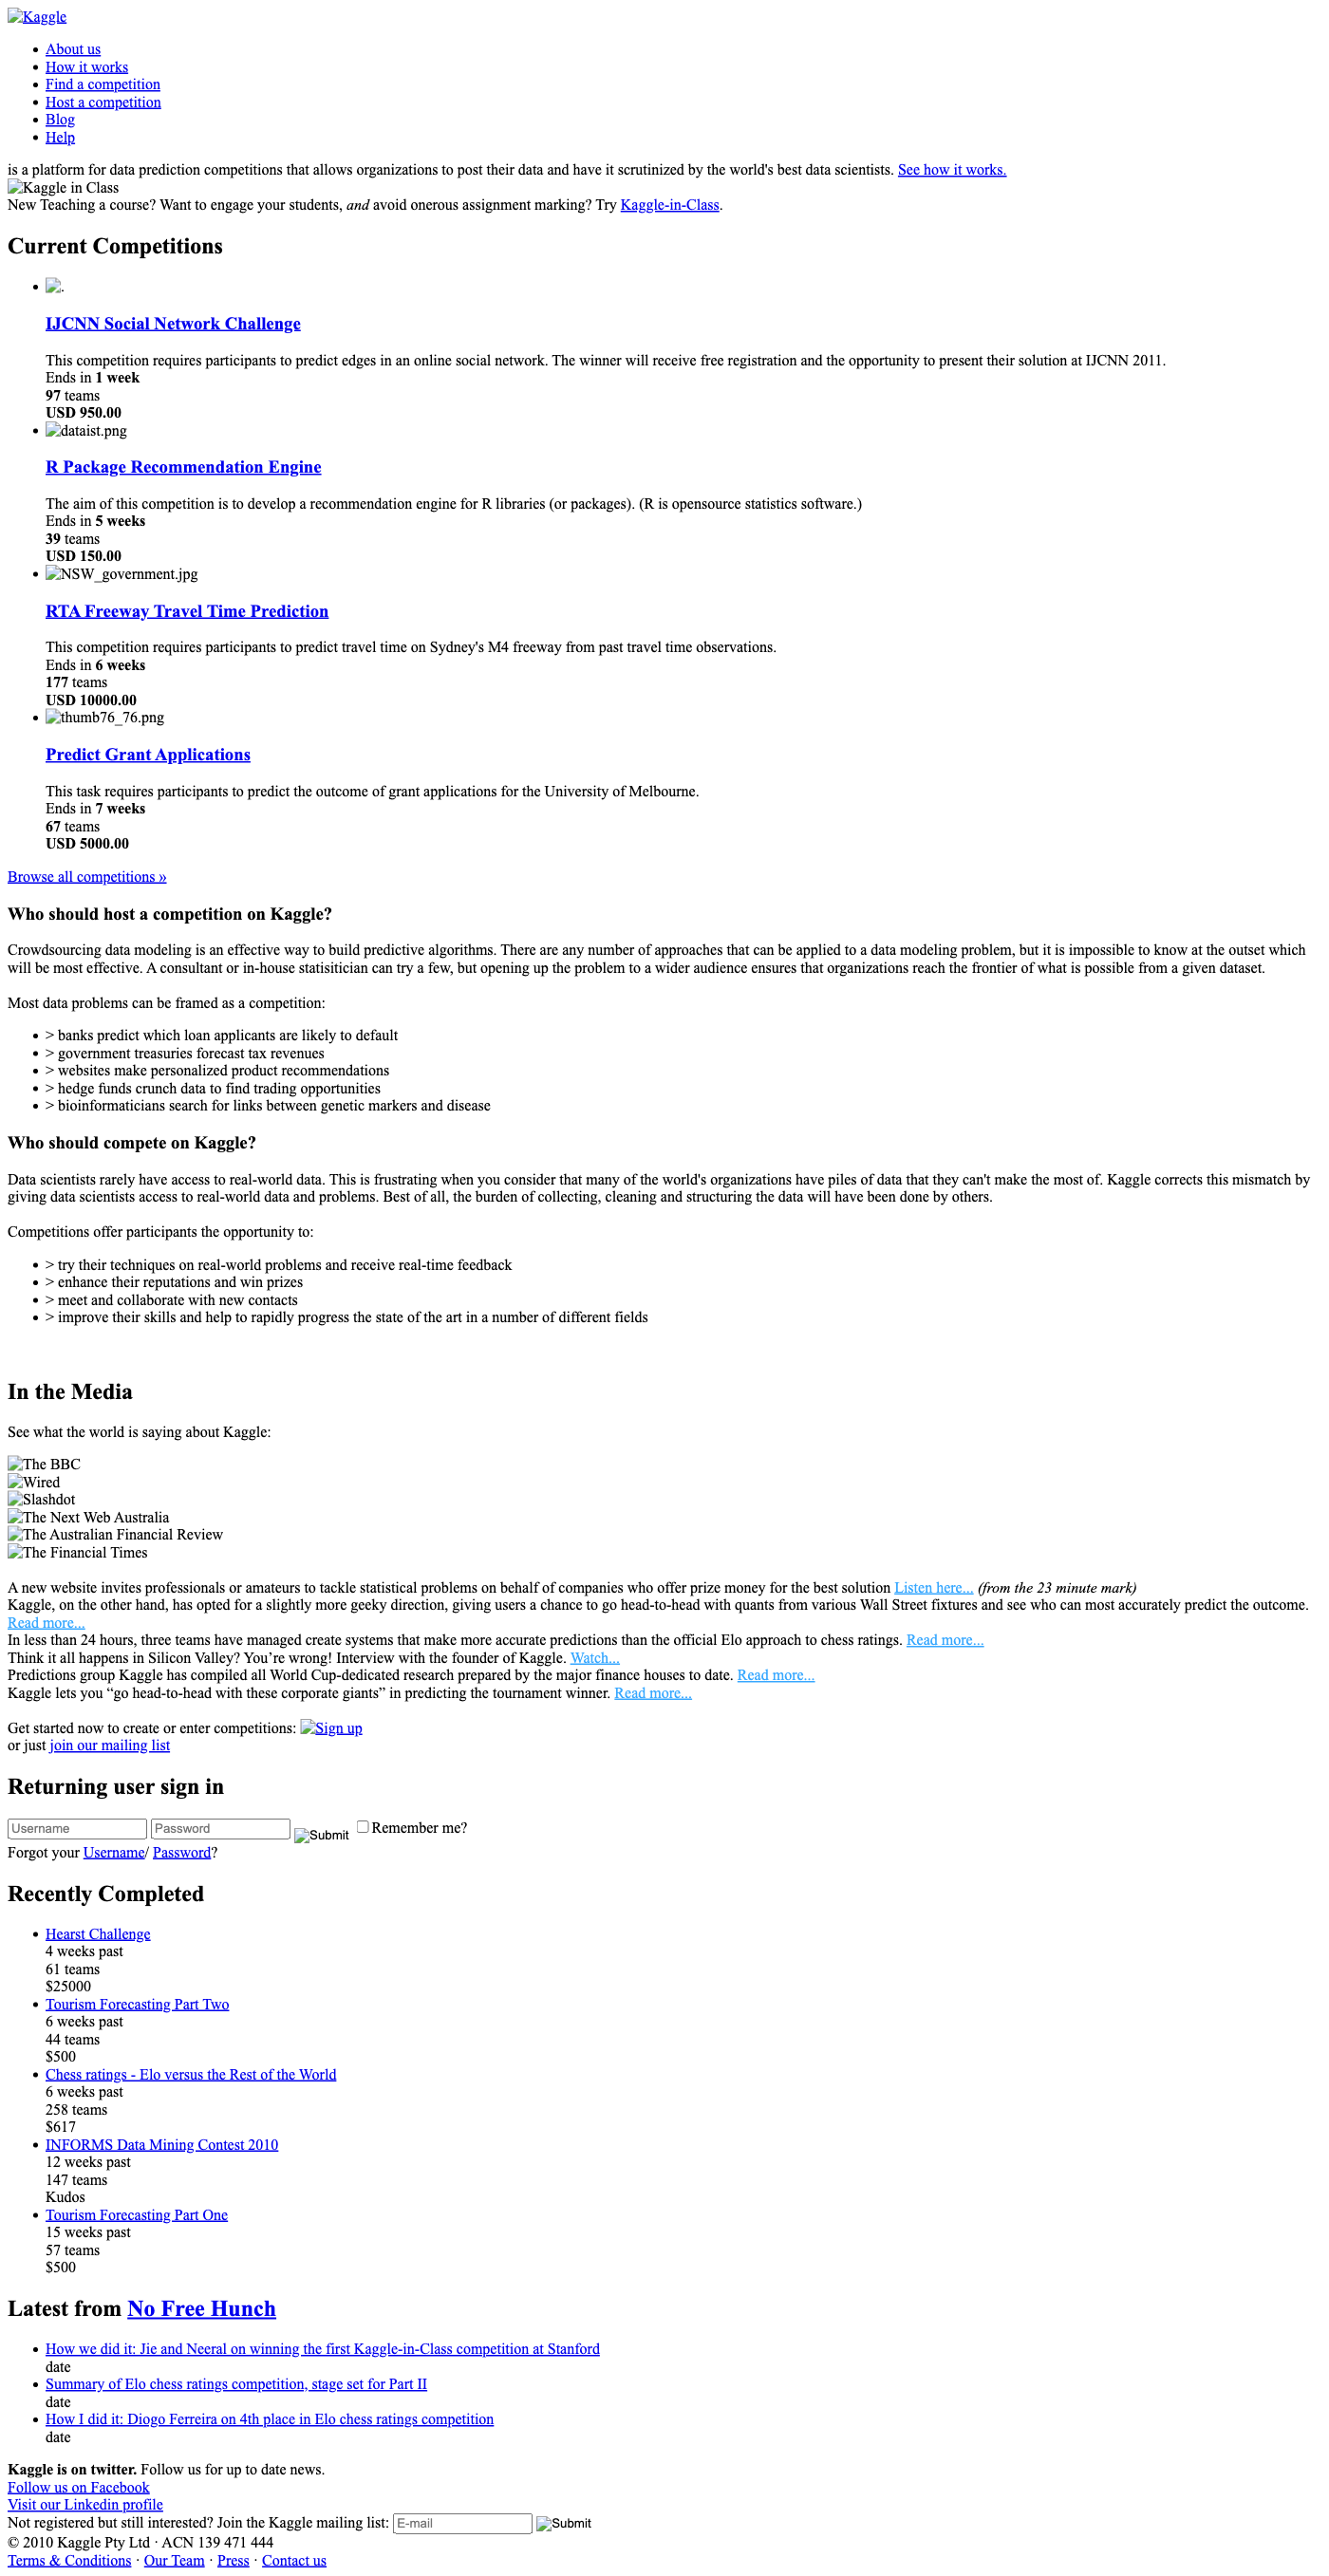 Kaggle
About us
How it works
Find a competition
Host a competition
Blog
Help
is a platform for data prediction competitions that allows organizations to post their data and have it scrutinized by the world's best data scientists. See how it works.
Kaggle in Class
New Teaching a course? Want to engage your students, and avoid onerous assignment marking? Try Kaggle-in-Class.
Current Competitions
.
IJCNN Social Network Challenge
This competition requires participants to predict edges in an online social network. The winner will receive free registration and the opportunity to present their solution at IJCNN 2011.
Ends in 1 week
97 teams
USD 950.00
dataist.png
R Package Recommendation Engine
The aim of this competition is to develop a recommendation engine for R libraries (or packages). (R is opensource statistics software.)
Ends in 5 weeks
39 teams
USD 150.00
NSW_government.jpg
RTA Freeway Travel Time Prediction
This competition requires participants to predict travel time on Sydney's M4 freeway from past travel time observations.
Ends in 6 weeks
177 teams
USD 10000.00
thumb76_76.png
Predict Grant Applications
This task requires participants to predict the outcome of grant applications for the University of Melbourne.
Ends in 7 weeks
67 teams
USD 5000.00
Browse all competitions »
Who should host a competition on Kaggle?
Crowdsourcing data modeling is an effective way to build predictive algorithms. There are any number of approaches that can be applied to a data modeling problem, but it is impossible to know at the outset which
will be most effective. A consultant or in-house statisitician can try a few, but opening up the problem to a wider audience ensures that organizations reach the frontier of what is possible from a given dataset.
Most data problems can be framed as a competition:
> banks predict which loan applicants are likely to default
> government treasuries forecast tax revenues
> websites make personalized product recommendations
> hedge funds crunch data to find trading opportunities
> bioinformaticians search for links between genetic markers and disease
Who should compete on Kaggle?
Data scientists rarely have access to real-world data. This is frustrating when you consider that many of the world's organizations have piles of data that they can't make the most of. Kaggle corrects this mismatch by
giving data scientists access to real-world data and problems. Best of all, the burden of collecting, cleaning and structuring the data will have been done by others.
Competitions offer participants the opportunity to:
> try their techniques on real-world problems and receive real-time feedback
> enhance their reputations and win prizes
> meet and collaborate with new contacts
> improve their skills and help to rapidly progress the state of the art in a number of different fields
In the Media
See what the world is saying about Kaggle:
The BBC
Wired
Slashdot
The Next Web Australia
The Australian Financial Review
The Financial Times
A new website invites professionals or amateurs to tackle statistical problems on behalf of companies who offer prize money for the best solution Listen here... (from the 23 minute mark)
Kaggle, on the other hand, has opted for a slightly more geeky direction, giving users a chance to go head-to-head with quants from various Wall Street fixtures and see who can most accurately predict the outcome.
Read more...
In less than 24 hours, three teams have managed create systems that make more accurate predictions than the official Elo approach to chess ratings. Read more...
Think it all happens in Silicon Valley? You’re wrong! Interview with the founder of Kaggle. Watch...
Predictions group Kaggle has compiled all World Cup-dedicated research prepared by the major finance houses to date. Read more...
Kaggle lets you “go head-to-head with these corporate giants” in predicting the tournament winner. Read more...
Get started now to create or enter competitions: Sign up
or just join our mailing list
Returning user sign in
Username Password Submit Remember me?
Forgot your Username/ Password?
Recently Completed
Hearst Challenge
4 weeks past
61 teams
$25000
Tourism Forecasting Part Two
6 weeks past
44 teams
$500
Chess ratings - Elo versus the Rest of the World
6 weeks past
258 teams
$617
INFORMS Data Mining Contest 2010
12 weeks past
147 teams
Kudos
Tourism Forecasting Part One
15 weeks past
57 teams
$500
Latest from No Free Hunch
How we did it: Jie and Neeral on winning the first Kaggle-in-Class competition at Stanford
date
Summary of Elo chess ratings competition, stage set for Part II
date
How I did it: Diogo Ferreira on 4th place in Elo chess ratings competition
date
Kaggle is on twitter. Follow us for up to date news.
Follow us on Facebook
Visit our Linkedin profile
Not registered but still interested? Join the Kaggle mailing list: E-mail Submit
© 2010 Kaggle Pty Ltd · ACN 139 471 444
Terms & Conditions · Our Team · Press · Contact us